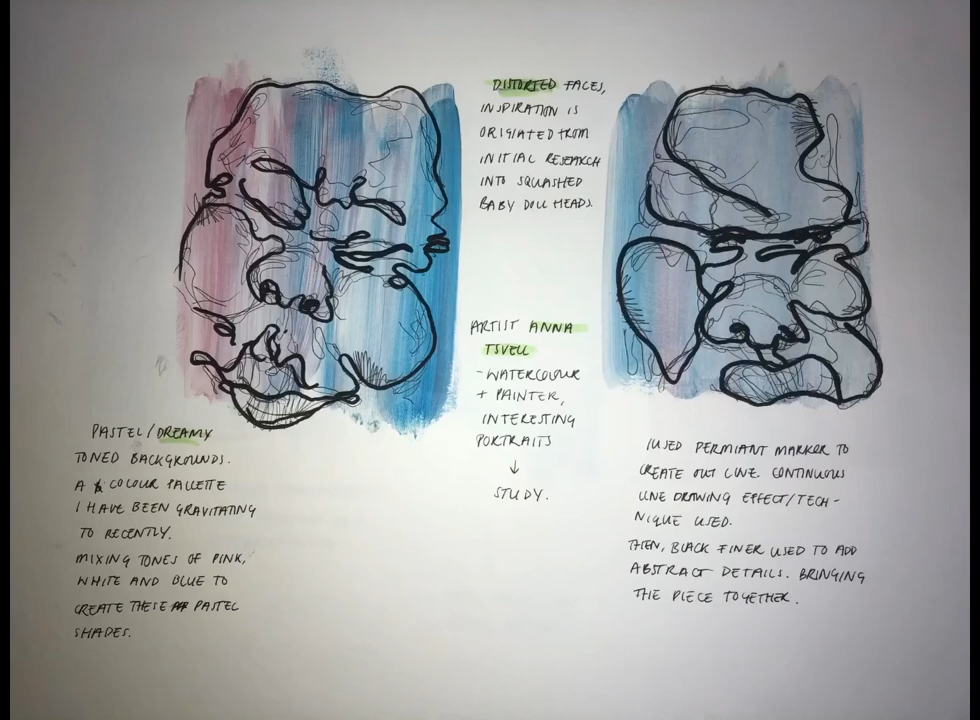 DISTORTED FACES,
INSPIRATION IS
ORIGIATED FROM
INITIAL RESEARCH
INTO SQUASHED
BABY DOLL HEADS.
ARTIST ANNA
TSVELL
- WATERCOLOUR
+ PAINTER,
INTERESTING
PORTRAITS
↓
STUDY.
PASTEL/DREAMY
TONED BACKGROUNDS.
A COLOUR PALLETTE
I HAVE BEEN GRAVITATING
TO RECENTLY.
MIXING TONES OF PINK,
WHITE AND BLUE TO
CREATE THESE PASTEL
SHADES.
I USED PERMIANT MARKER TO
CREATE OUT LINE. CONTINUOUS
LINE DRAWING EFFECT/TECH-
NIQUE USED.
THEN, BLACK FINER USED TO ADD
ABSTRACT DETAILS. BRINGING
THE PIECE TOGETHER.